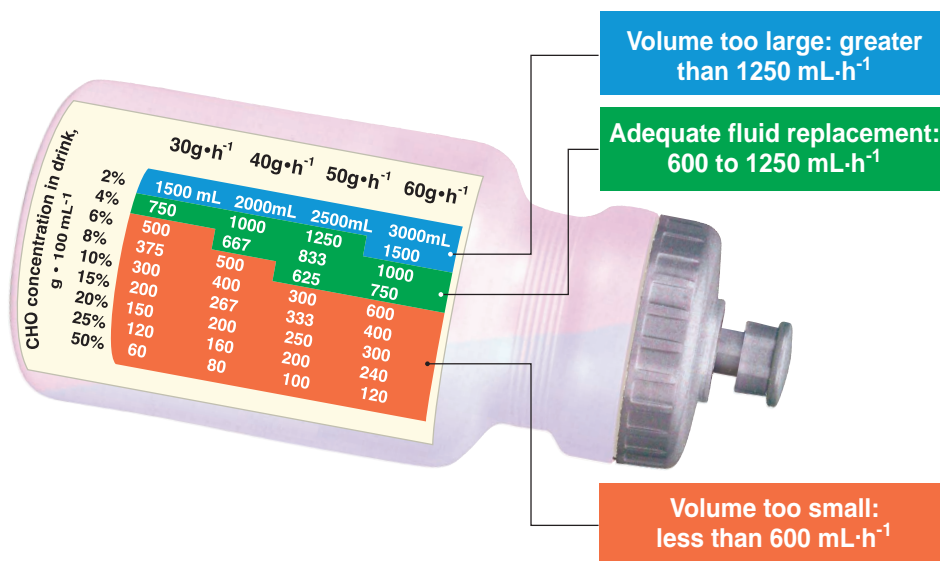 Volume too large: greater
than 1250 mL·h-1
Adequate fluid replacement:
600 to 1250 mL·h-1
CHO concentration in drink,
g • 100 mL-1
30g•h-1 40g•h-1 50g•h-1 60g•h-1
2% 1500 mL 2000mL 2500mL 3000mL
4% 750 1000 1250 1500
6% 500 667 833 1000
8% 375 500 625 750
10% 300 400 300 600
15% 200 267 333 400
20% 150 200 250 300
25% 120 160 200 240
50% 60 80 100 120
Volume too small:
less than 600 mL·h-1